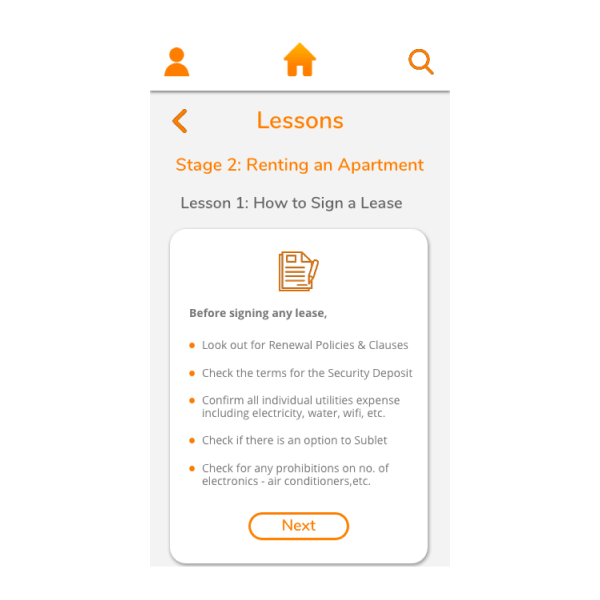 Lessons
Stage 2: Renting an Apartment
Lesson 1: How to Sign a Lease
Before signing any lease,
Look out for Renewal Policies & Clauses
Check the terms for the Security Deposit
Confirm all individual utilities expense
including electricity, water, wifi, etc.
Check if there is an option to Sublet
Check for any prohibitions on no. of
electronics - air conditioners,etc.
Next